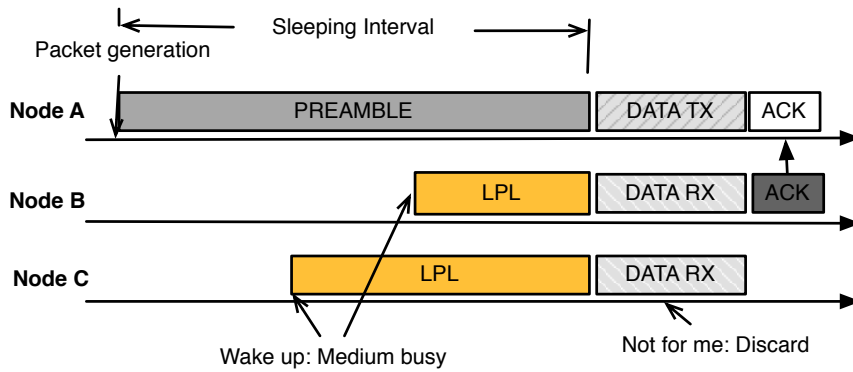 Sleeping Interval
Packet generation
Node A
PREAMBLE
DATA TX
ACK
Node B
LPL
DATA RX
ACK
Node C
LPL
DATA RX
Wake up: Medium busy
Not for me: Discard